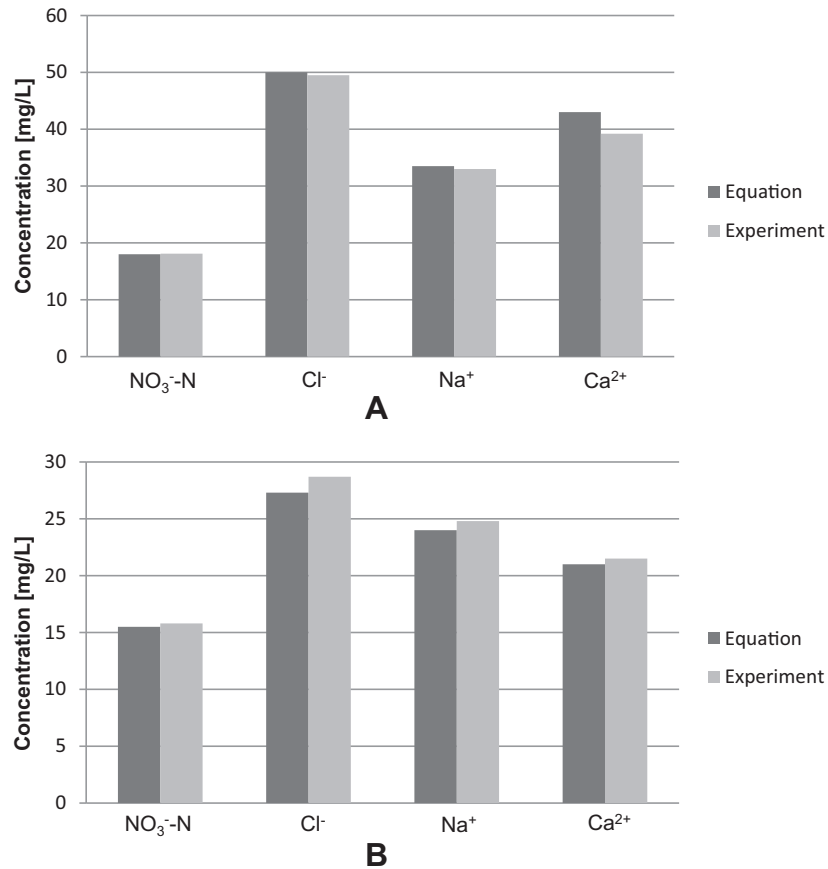 60
50
40
30
20
10
0
Concentration [mg/L]
NO₃⁻-N Cl⁻ Na⁺ Ca²⁺
Equation
Experiment
A
30
25
20
15
10
5
0
Concentration [mg/L]
NO₃⁻-N Cl⁻ Na⁺ Ca²⁺
Equation
Experiment
B